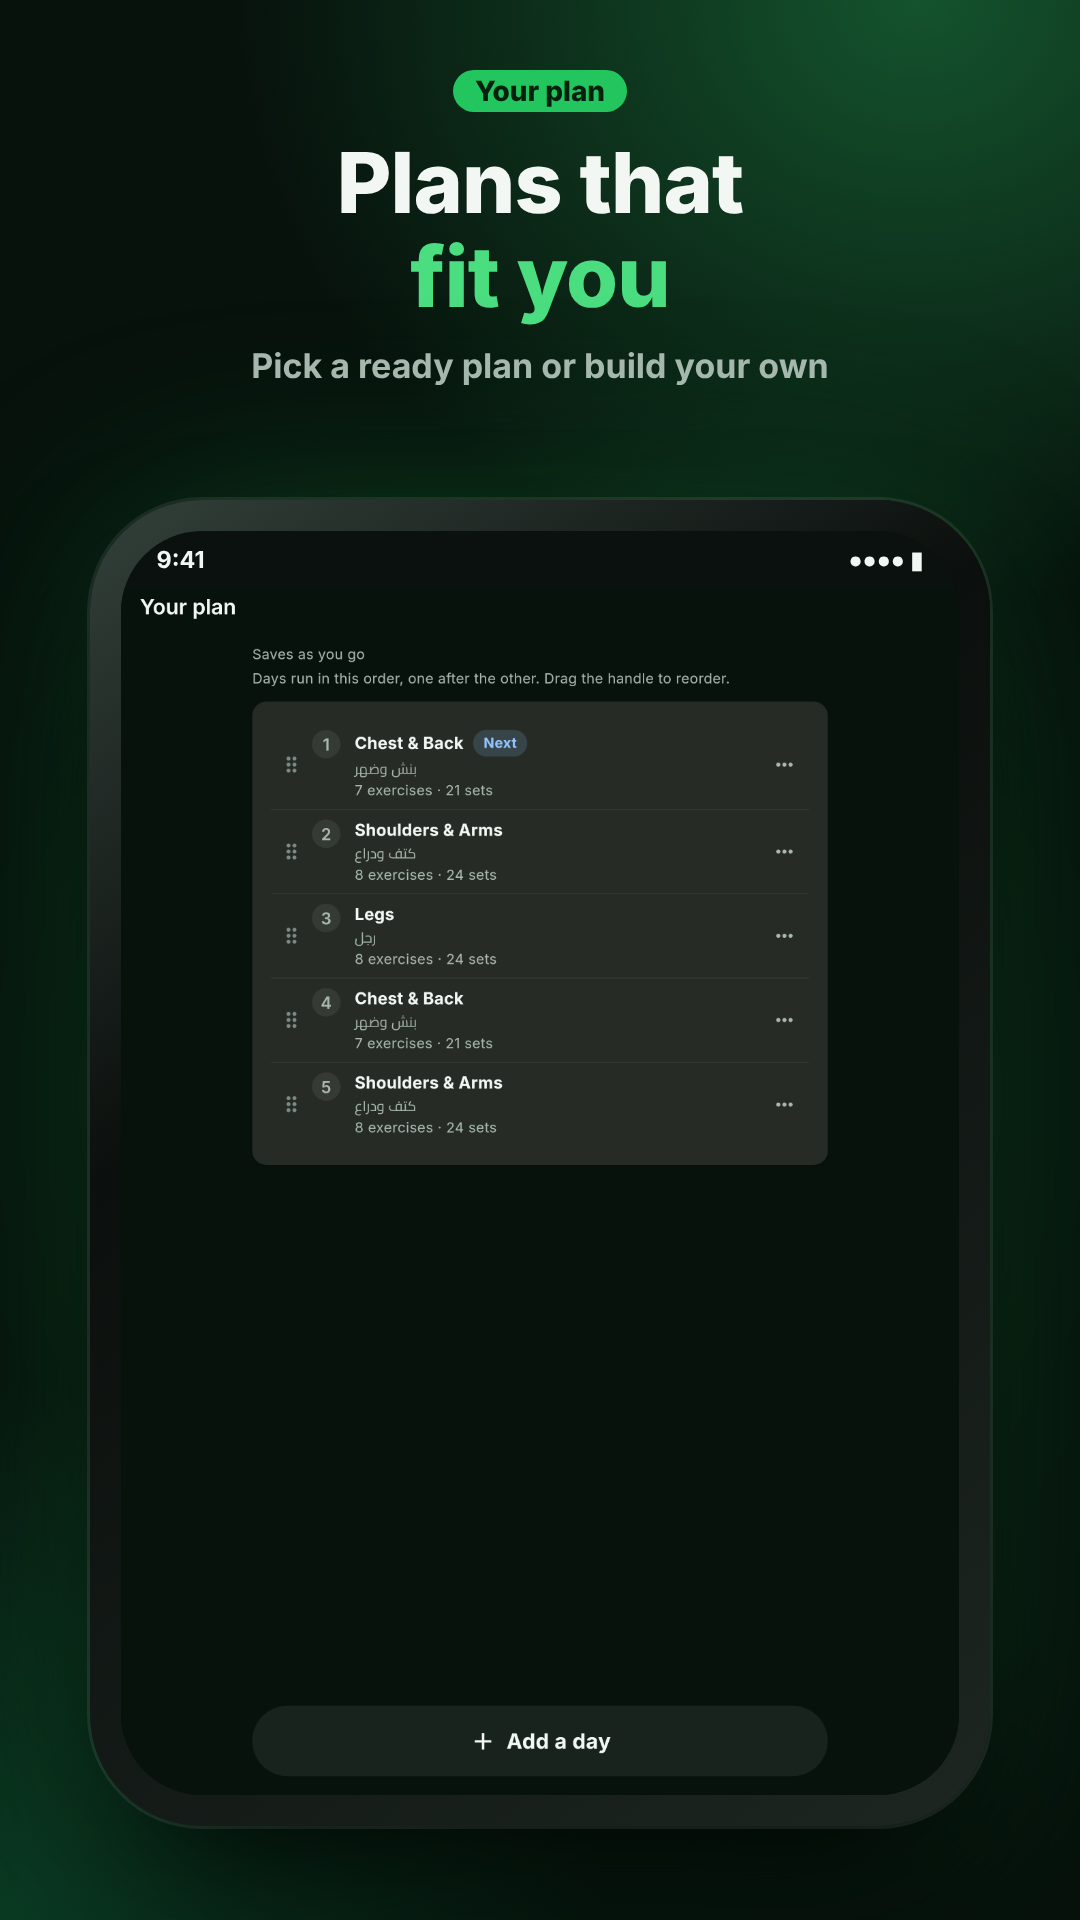 Your plan
Plans that
fit you
Pick a ready plan or build your own
9:41
Your plan
Saves as you go
Days run in this order, one after the other. Drag the handle to reorder.
1 Chest & Back Next
بنش وضهر
7 exercises · 21 sets
2 Shoulders & Arms
كتف ودراع
8 exercises · 24 sets
3 Legs
رجل
8 exercises · 24 sets
4 Chest & Back
بنش وضهر
7 exercises · 21 sets
5 Shoulders & Arms
كتف ودراع
8 exercises · 24 sets
+ Add a day